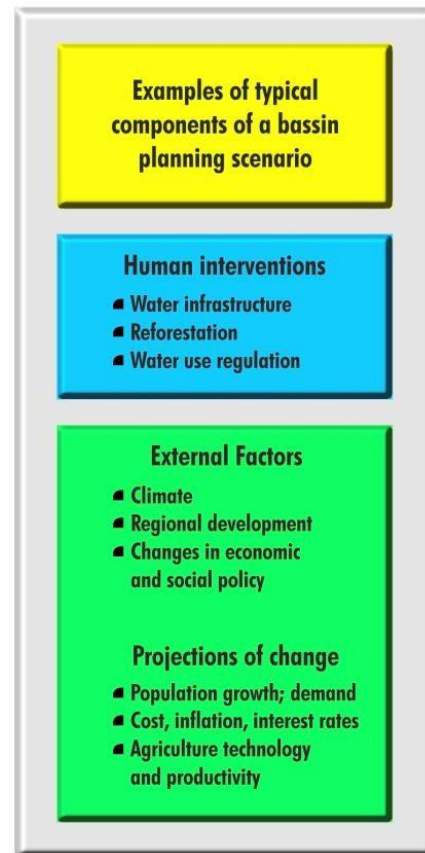 Examples of typical
components of a bassin
planning scenario
Human interventions
Water infrastructure
Reforestation
Water use regulation
External Factors
Climate
Regional development
Changes in economic
and social policy
Projections of change
Population growth; demand
Cost, inflation, interest rates
Agriculture technology
and productivity